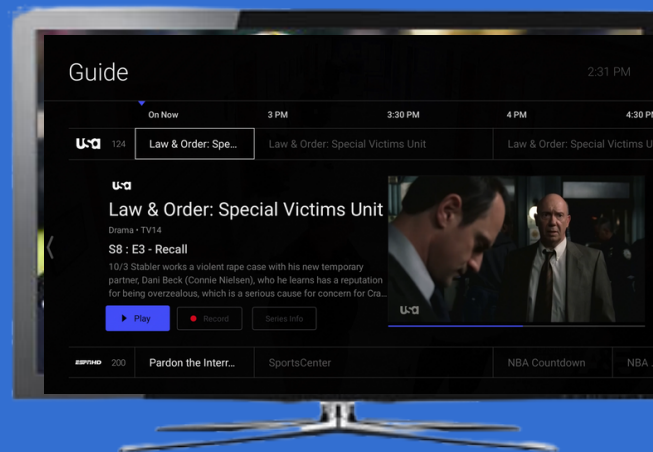 Guide
2:31 PM
On Now 3 PM 3:30 PM 4 PM 4:30 PM
usa 124 Law & Order: Spe... Law & Order: Special Victims Unit Law & Order: Special Victims U
usa
Law & Order: Special Victims Unit
Drama • TV14
S8 : E3 - Recall
10/3 Stabler works a violent rape case with his new temporary
partner, Dani Beck (Connie Nielsen), who he learns has a reputation
for being overzealous, which is a serious cause for concern for Cra...
usa
Play Record Series Info
ESPNHD 200 Pardon the Interr... SportsCenter NBA Countdown NBA